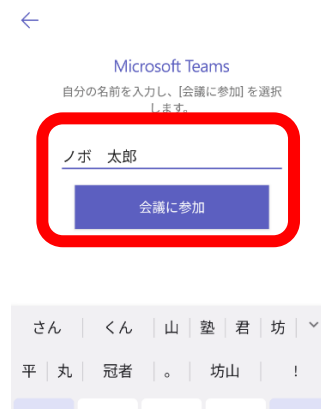 Microsoft Teams
自分の名前を入力し、[会議に参加] を選択
します。
ノボ　太郎
会議に参加
さん くん 山 塾 君 坊
平 丸 冠者 。 坊山 !